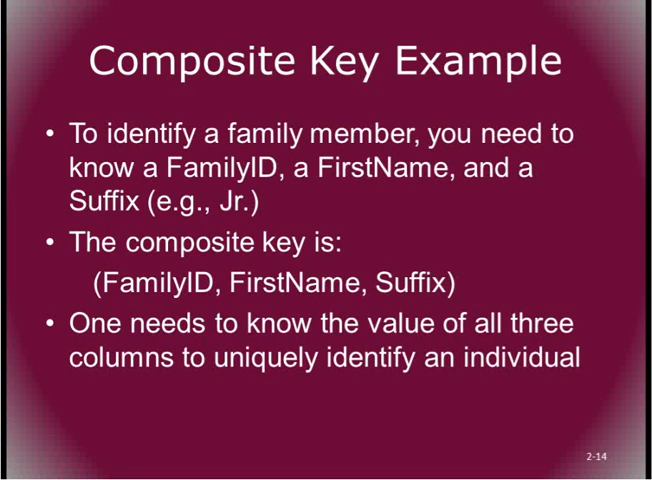 Composite Key Example
• To identify a family member, you need to
know a FamilyID, a FirstName, and a
Suffix (e.g., Jr.)
• The composite key is:
(FamilyID, FirstName, Suffix)
• One needs to know the value of all three
columns to uniquely identify an individual
2-14